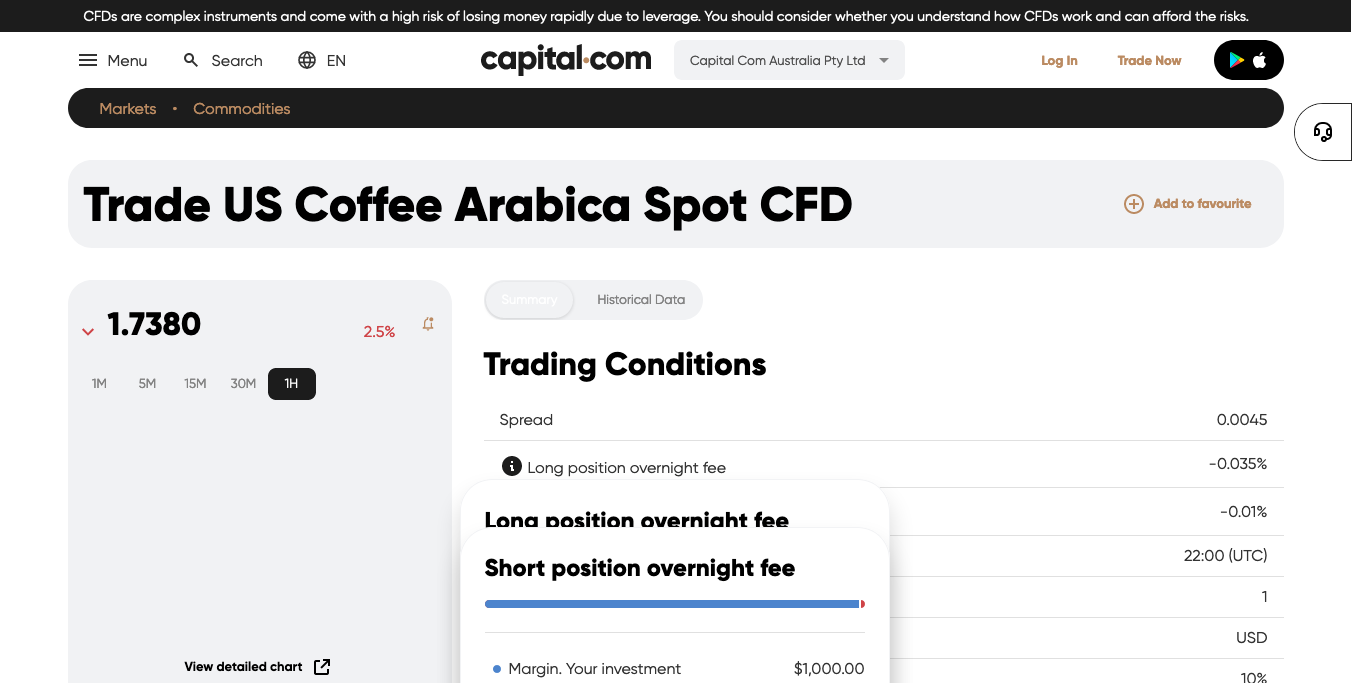 CFDs are complex instruments and come with a high risk of losing money rapidly due to leverage. You should consider whether you understand how CFDs work and can afford the risks.
Menu
Search
EN
capital.com
Capital Com Australia Pty Ltd
Log In
Trade Now
Markets • Commodities
Trade US Coffee Arabica Spot CFD
Add to favourite
1.7380
2.5%
1M 5M 15M 30M 1H
View detailed chart
Summary
Historical Data
Trading Conditions
Spread 0.0045
Long position overnight fee -0.035%
-0.01%
22:00 (UTC)
1
USD
10%
Long position overnight fee
Short position overnight fee
Margin. Your investment $1,000.00